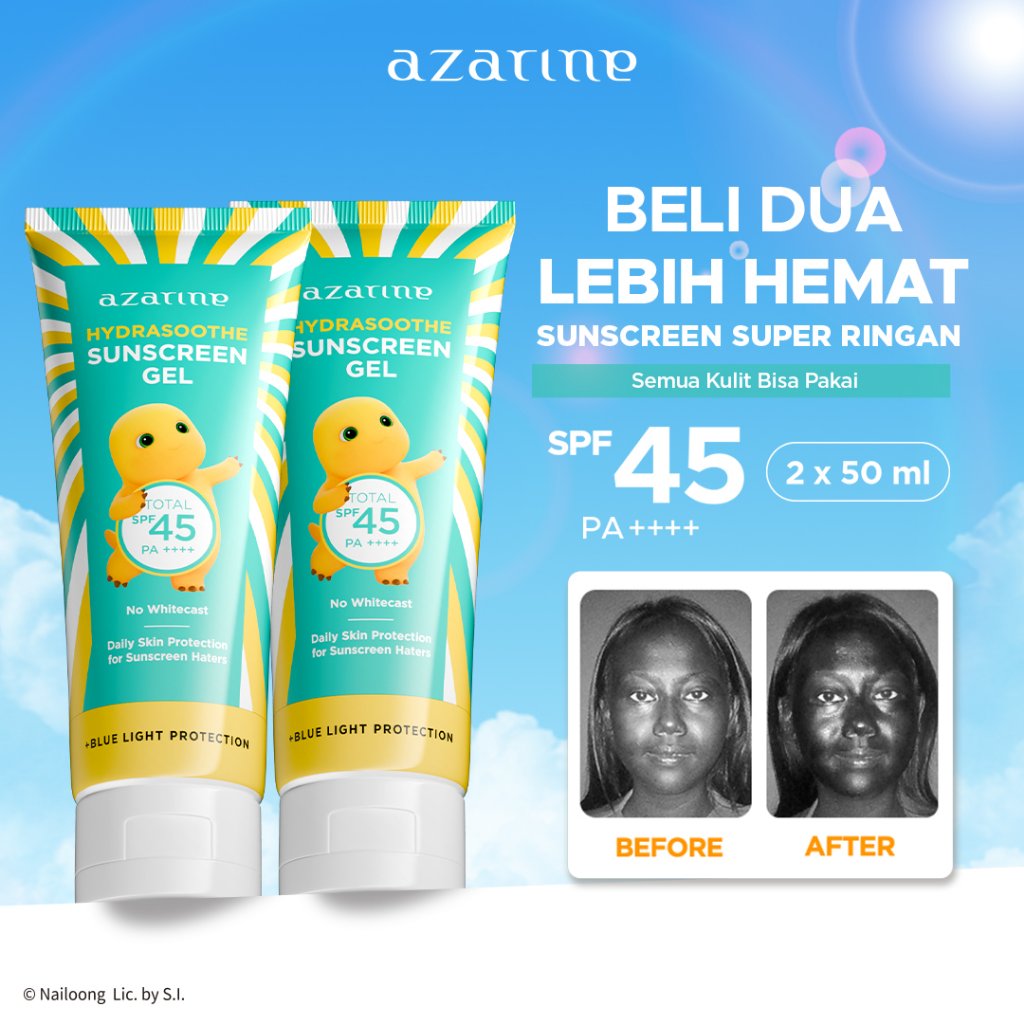 azarine
BELI DUA
LEBIH HEMAT
SUNSCREEN SUPER RINGAN
Semua Kulit Bisa Pakai
SPF 45
PA ++++
2 x 50 ml
azarine
HYDRASOOTHE
SUNSCREEN
GEL
TOTAL
SPF 45
PA ++++
No Whitecast
Daily Skin Protection
for Sunscreen Haters
+BLUE LIGHT PROTECTION
azarine
HYDRASOOTHE
SUNSCREEN
GEL
TOTAL
SPF 45
PA ++++
No Whitecast
Daily Skin Protection
for Sunscreen Haters
+BLUE LIGHT PROTECTION
BEFORE
AFTER
© Nailoong Lic. by S.I.